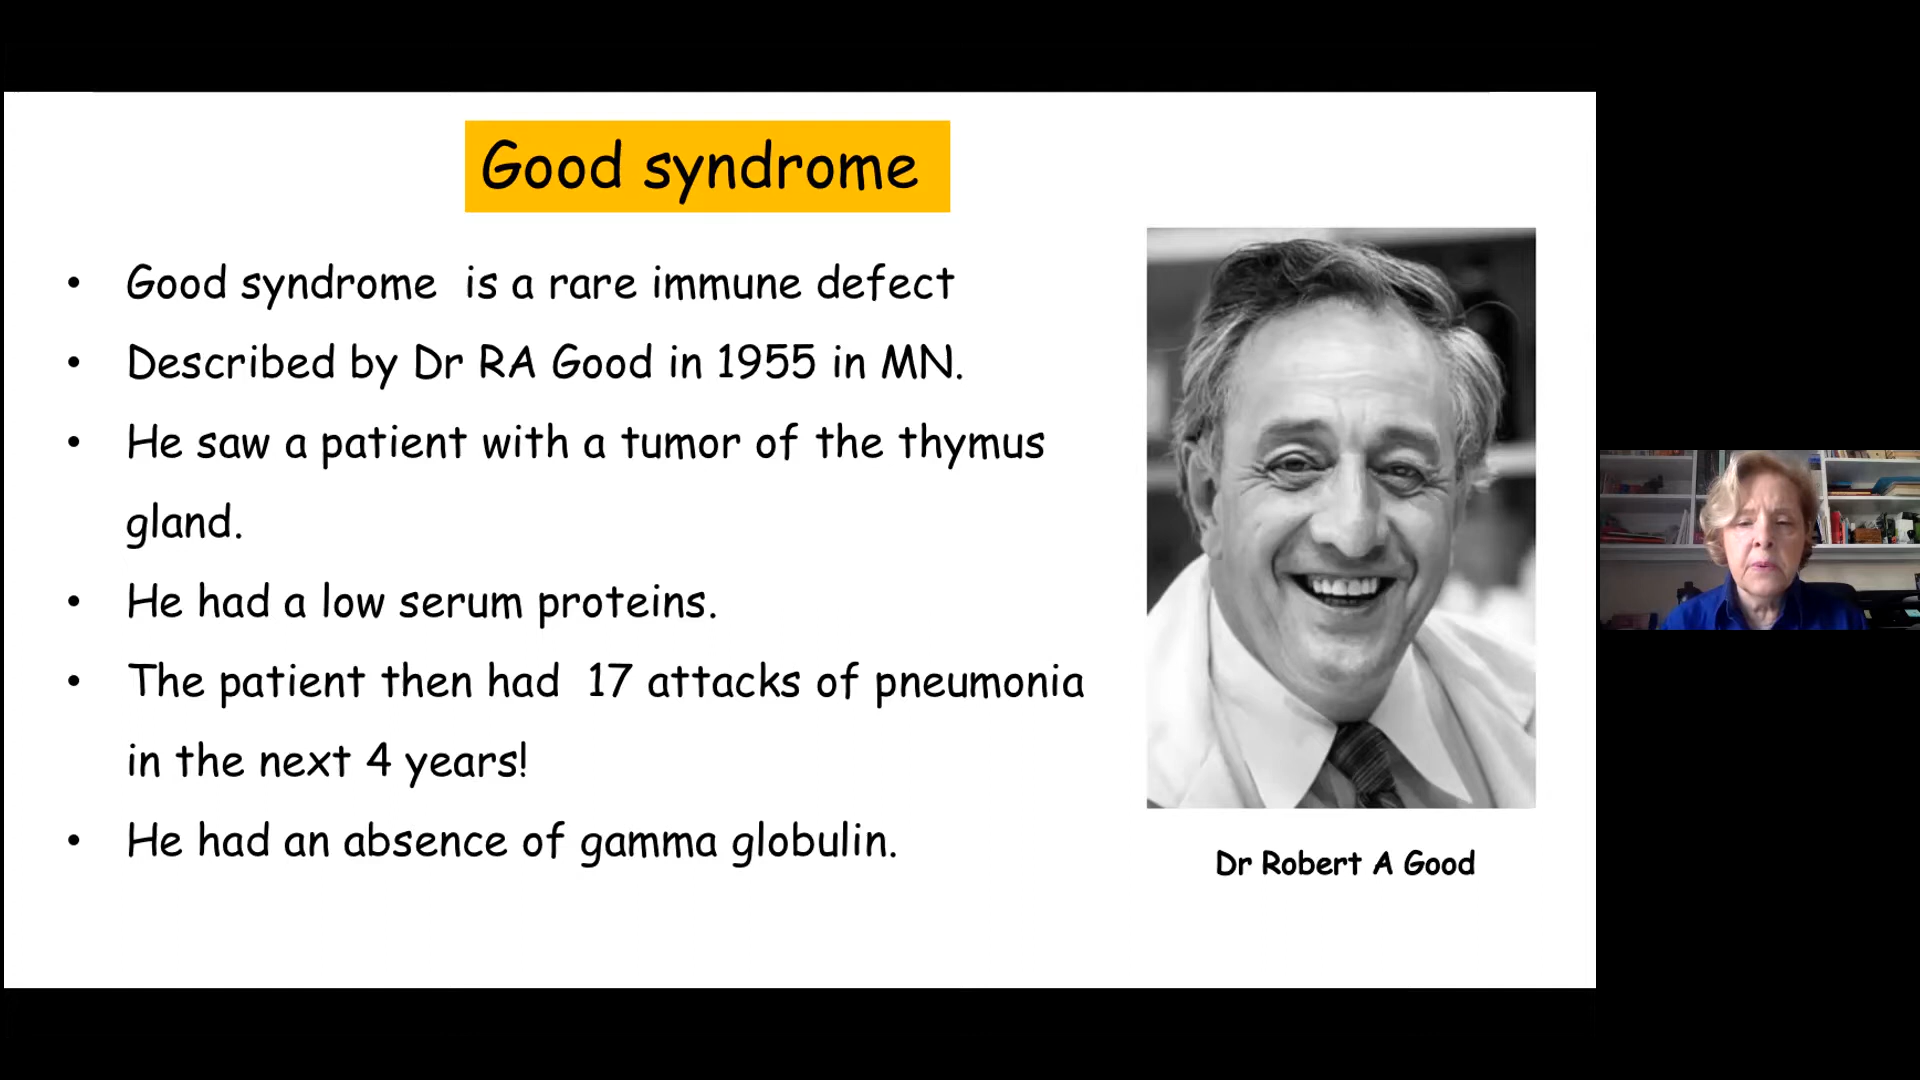 Good syndrome
• Good syndrome is a rare immune defect
• Described by Dr RA Good in 1955 in MN.
• He saw a patient with a tumor of the thymus
gland.
• He had a low serum proteins.
• The patient then had 17 attacks of pneumonia
in the next 4 years!
• He had an absence of gamma globulin.
Dr Robert A Good